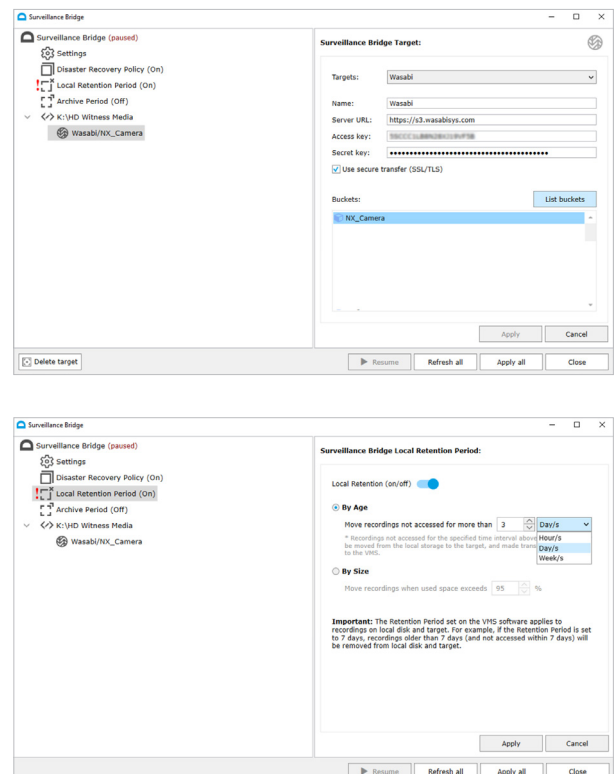 Surveillance Bridge
Surveillance Bridge (paused)
Settings
Disaster Recovery Policy (On)
Local Retention Period (On)
Archive Period (Off)
K:\HD Witness Media
Wasabi/NX_Camera
Surveillance Bridge Target:
Targets: Wasabi
Name: Wasabi
Server URL: https://s3.wasabisys.com
Access key:
Secret key: ••••••••••••••••••••••••••••••••••••••••
Use secure transfer (SSL/TLS)
Buckets: List buckets
NX_Camera
Apply Cancel
Delete target Resume Refresh all Apply all Close
Surveillance Bridge
Surveillance Bridge (paused)
Settings
Disaster Recovery Policy (On)
Local Retention Period (On)
Archive Period (Off)
K:\HD Witness Media
Wasabi/NX_Camera
Surveillance Bridge Local Retention Period:
Local Retention (on/off)
By Age
Move recordings not accessed for more than 3 Day/s
Hour/s
Day/s
Week/s
* Recordings not accessed for the specified time interval above
be moved from the local storage to the target, and made
to the VMS.
By Size
Move recordings when used space exceeds 95 %
Important: The Retention Period set on the VMS software applies to
recordings on local disk and target. For example, if the Retention Period is set
to 7 days, recordings older than 7 days (and not accessed within 7 days) will
be removed from local disk and target.
Apply Cancel
Resume Refresh all Apply all Close